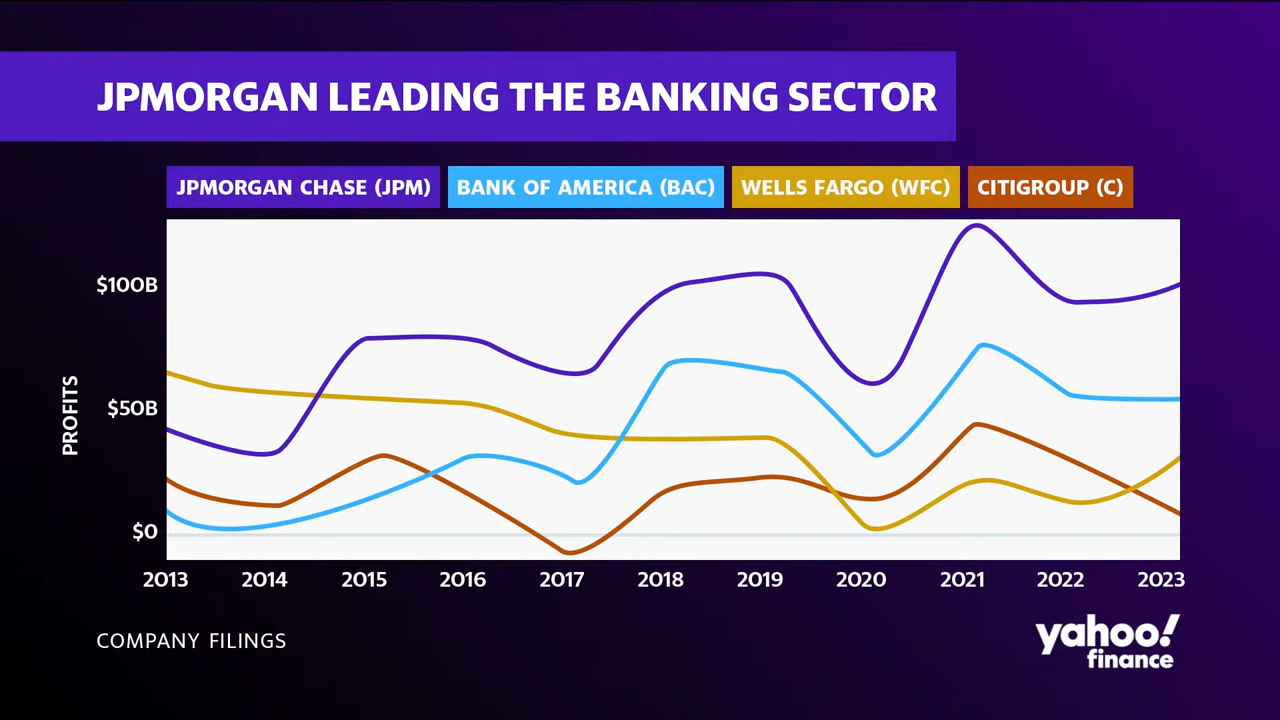 JPMORGAN LEADING THE BANKING SECTOR
JPMORGAN CHASE (JPM) BANK OF AMERICA (BAC) WELLS FARGO (WFC) CITIGROUP (C)
PROFITS
$100B
$50B
$0
2013 2014 2015 2016 2017 2018 2019 2020 2021 2022 2023
COMPANY FILINGS
yahoo!
finance